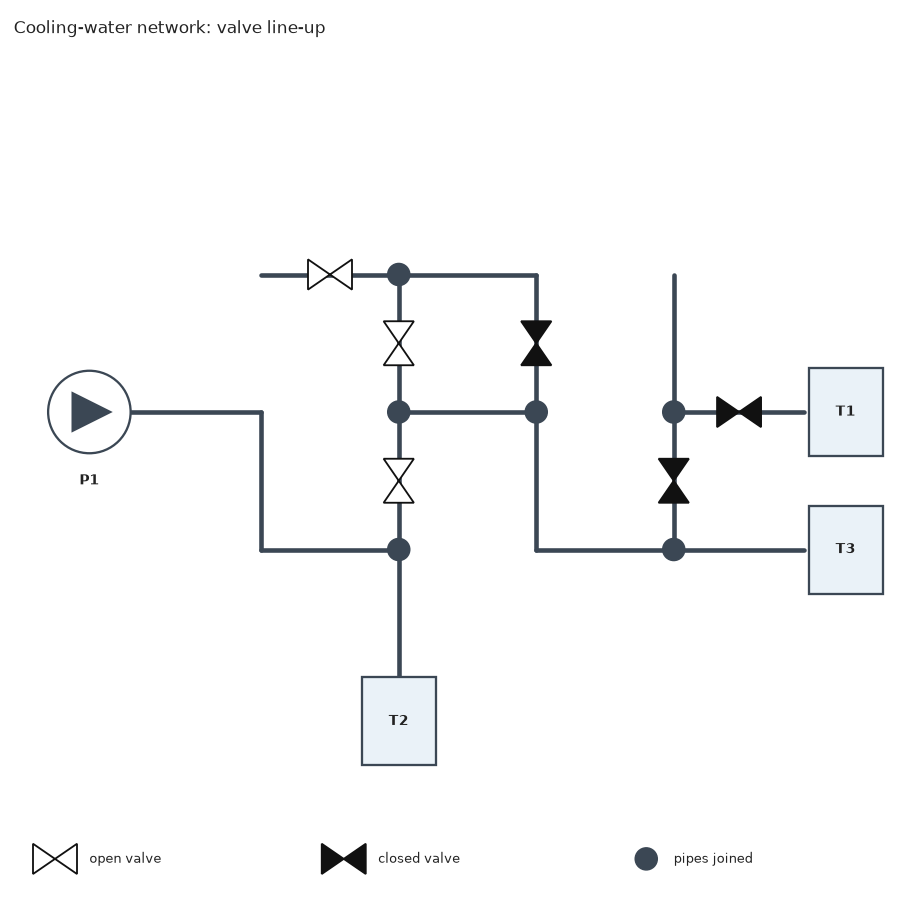 Cooling-water network: valve line-up
T1
P1
T3
T2
open valve
closed valve
pipes joined